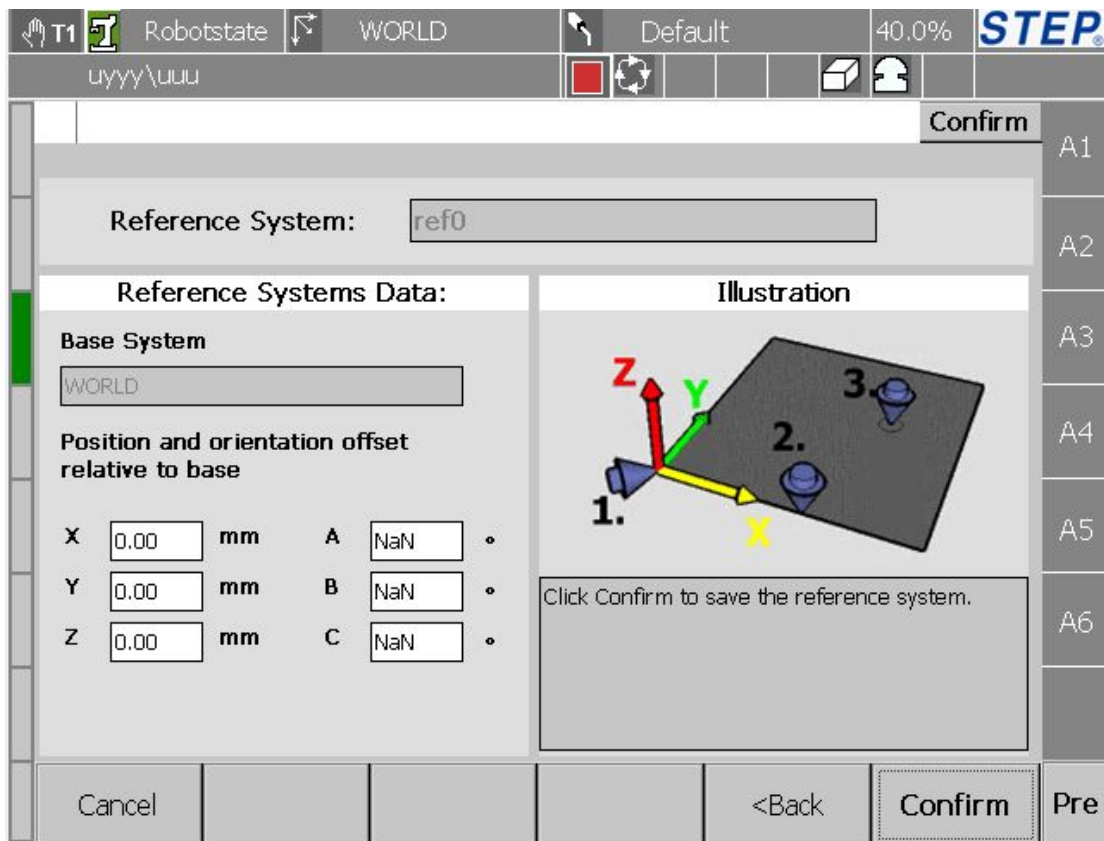 T1 Robotstate WORLD Default 40.0% STEP®
uyyy\uuu
Confirm
A1
Reference System: ref0
A2
Reference Systems Data:
Illustration
Base System
WORLD
Position and orientation offset
relative to base
X 0.00 mm A NaN °
Y 0.00 mm B NaN °
Z 0.00 mm C NaN °
Z
Y
X
1.
2.
3.
Click Confirm to save the reference system.
A3
A4
A5
A6
Cancel <Back Confirm Pre